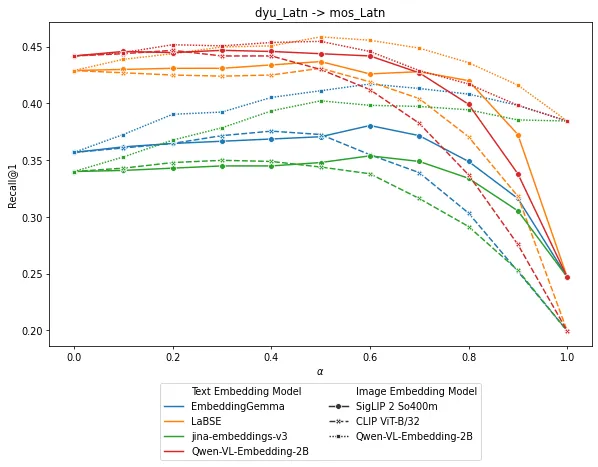 dyu_Latn -> mos_Latn
Recall@1
0.45
0.40
0.35
0.30
0.25
0.20
0.0
0.2
0.4
0.6
0.8
1.0
α
Text Embedding Model
EmbeddingGemma
LaBSE
jina-embeddings-v3
Qwen-VL-Embedding-2B
Image Embedding Model
SigLIP 2 So400m
CLIP ViT-B/32
Qwen-VL-Embedding-2B